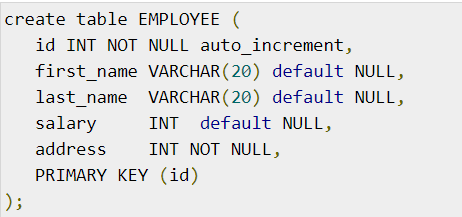 create table EMPLOYEE (
   id INT NOT NULL auto_increment,
   first_name VARCHAR(20) default NULL,
   last_name  VARCHAR(20) default NULL,
   salary     INT  default NULL,
   address    INT NOT NULL,
   PRIMARY KEY (id)
);